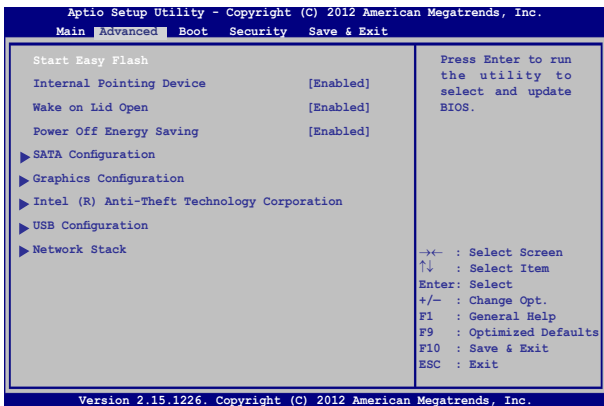 Aptio Setup Utility - Copyright (C) 2012 American Megatrends, Inc.
Main Advanced Boot Security Save & Exit
Start Easy Flash
Internal Pointing Device [Enabled]
Wake on Lid Open [Enabled]
Power Off Energy Saving [Enabled]
SATA Configuration
Graphics Configuration
Intel (R) Anti-Theft Technology Corporation
USB Configuration
Network Stack
Press Enter to run
the utility to
select and update
BIOS.
→← : Select Screen
↑↓ : Select Item
Enter: Select
+/— : Change Opt.
F1 : General Help
F9 : Optimized Defaults
F10 : Save & Exit
ESC : Exit
Version 2.15.1226. Copyright (C) 2012 American Megatrends, Inc.